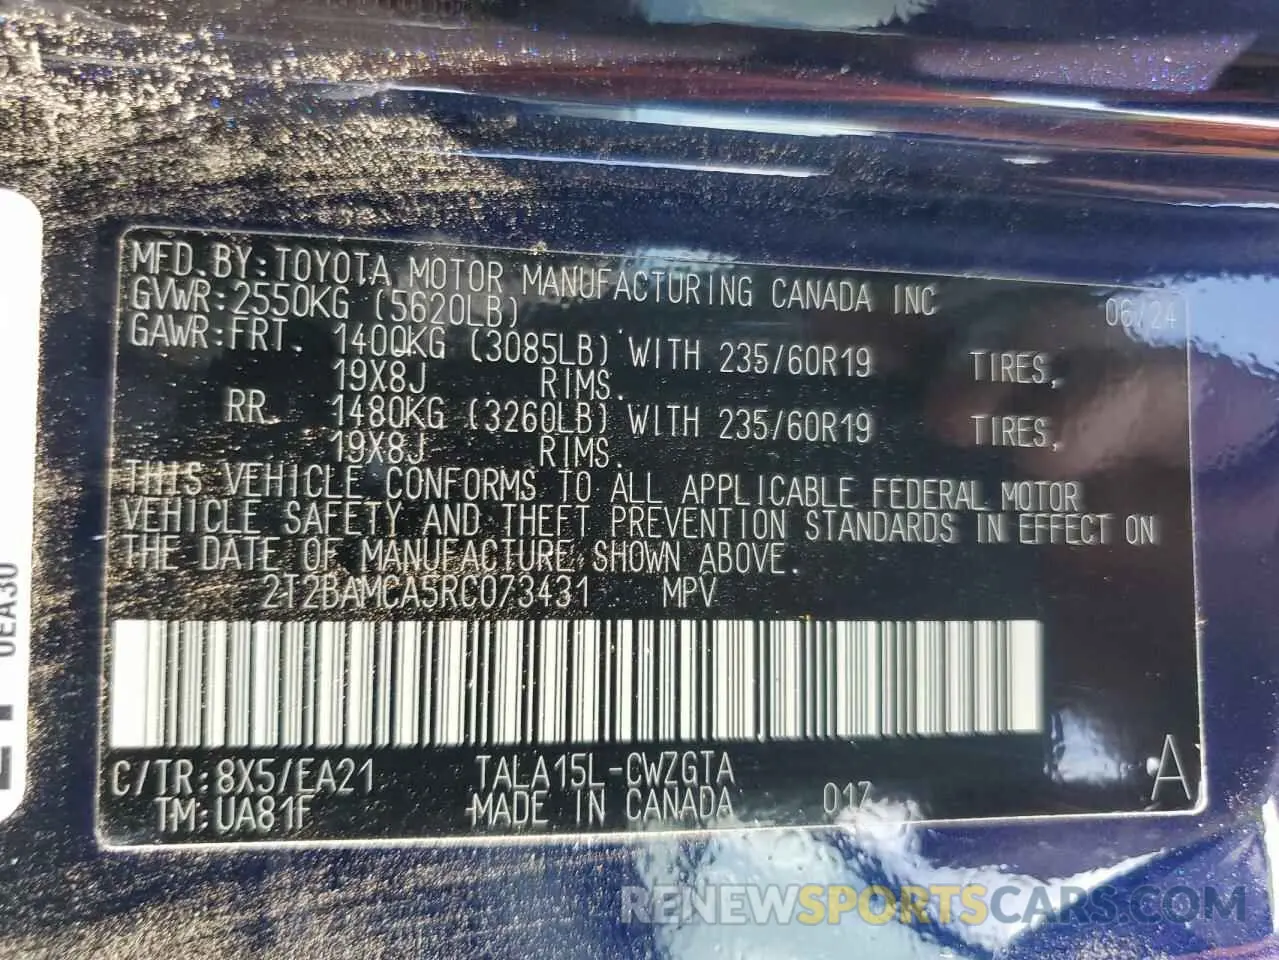 MFD.BY:TOYOTA MOTOR MANUFACTURING CANADA INC 06/24
GVWR:2550KG (5620LB)
GAWR:FRT. 1400KG (3085LB) WITH 235/60R19 TIRES,
19X8J RIMS.
RR. 1480KG (3260LB) WITH 235/60R19 TIRES,
19X8J RIMS.
THIS VEHICLE CONFORMS TO ALL APPLICABLE FEDERAL MOTOR
VEHICLE SAFETY AND THEFT PREVENTION STANDARDS IN EFFECT ON
THE DATE OF MANUFACTURE SHOWN ABOVE.
2T2BAMCA5RC073431 MPV
C/TR:8X5/EA21 TALA15L-CWZGTA A
TM:UA81F MADE IN CANADA 017
0EA30
RENEWSPORTSCARS.COM